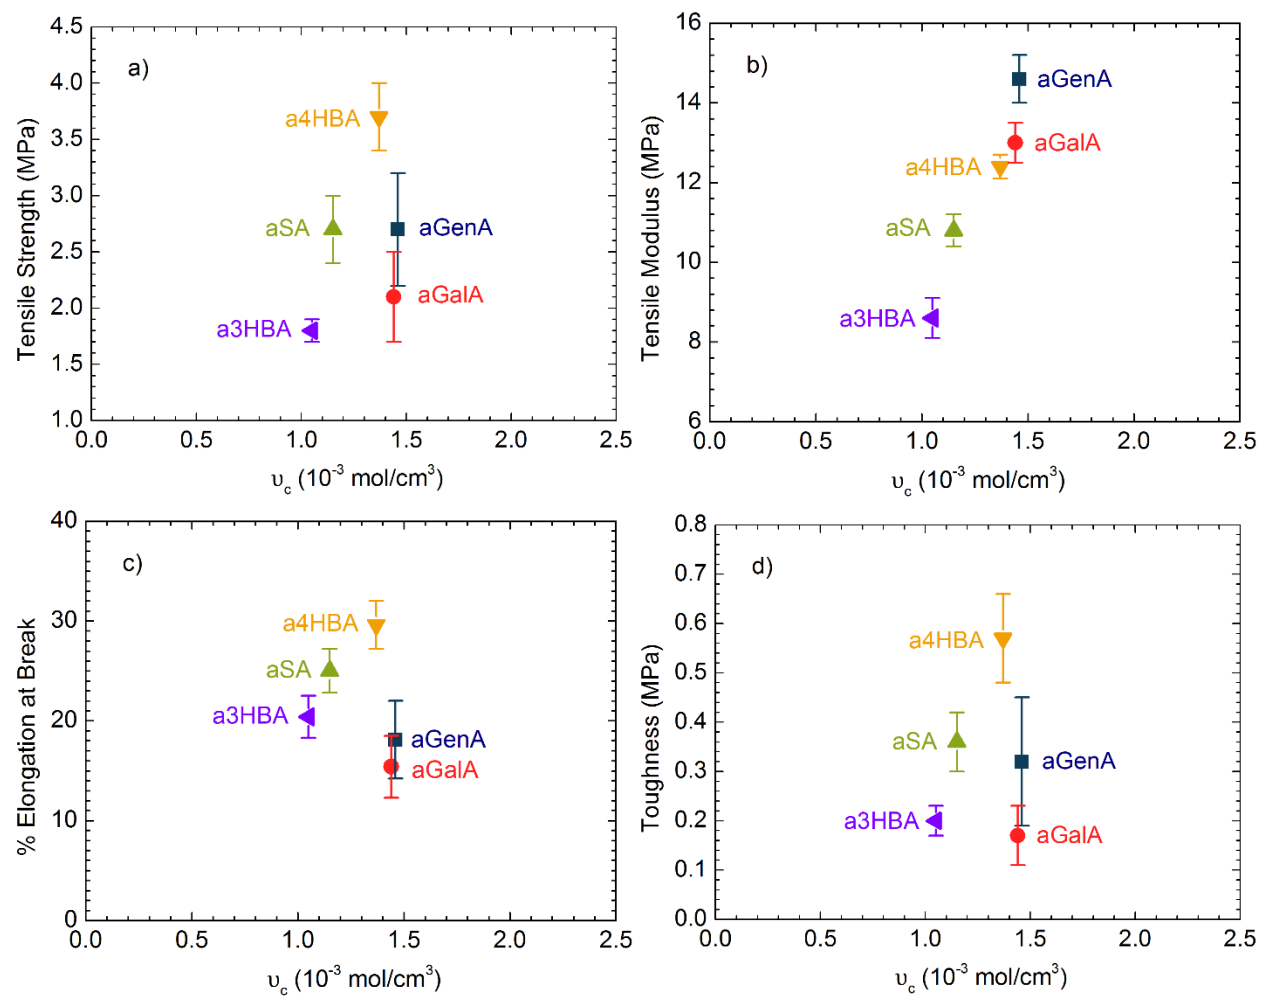 a)
Tensile Strength (MPa)
4.5
4.0
3.5
3.0
2.5
2.0
1.5
1.0
a4HBA
aSA
aGenA
aGalA
a3HBA
0.0 0.5 1.0 1.5 2.0 2.5
υc (10-3 mol/cm3)
b)
Tensile Modulus (MPa)
16
14
12
10
8
6
aGenA
aGalA
a4HBA
aSA
a3HBA
0.0 0.5 1.0 1.5 2.0 2.5
υc (10-3 mol/cm3)
c)
% Elongation at Break
40
30
20
10
0
a4HBA
aSA
a3HBA
aGenA
aGalA
0.0 0.5 1.0 1.5 2.0 2.5
υc (10-3 mol/cm3)
d)
Toughness (MPa)
0.8
0.7
0.6
0.5
0.4
0.3
0.2
0.1
0.0
a4HBA
aSA
aGenA
a3HBA
aGalA
0.0 0.5 1.0 1.5 2.0 2.5
υc (10-3 mol/cm3)